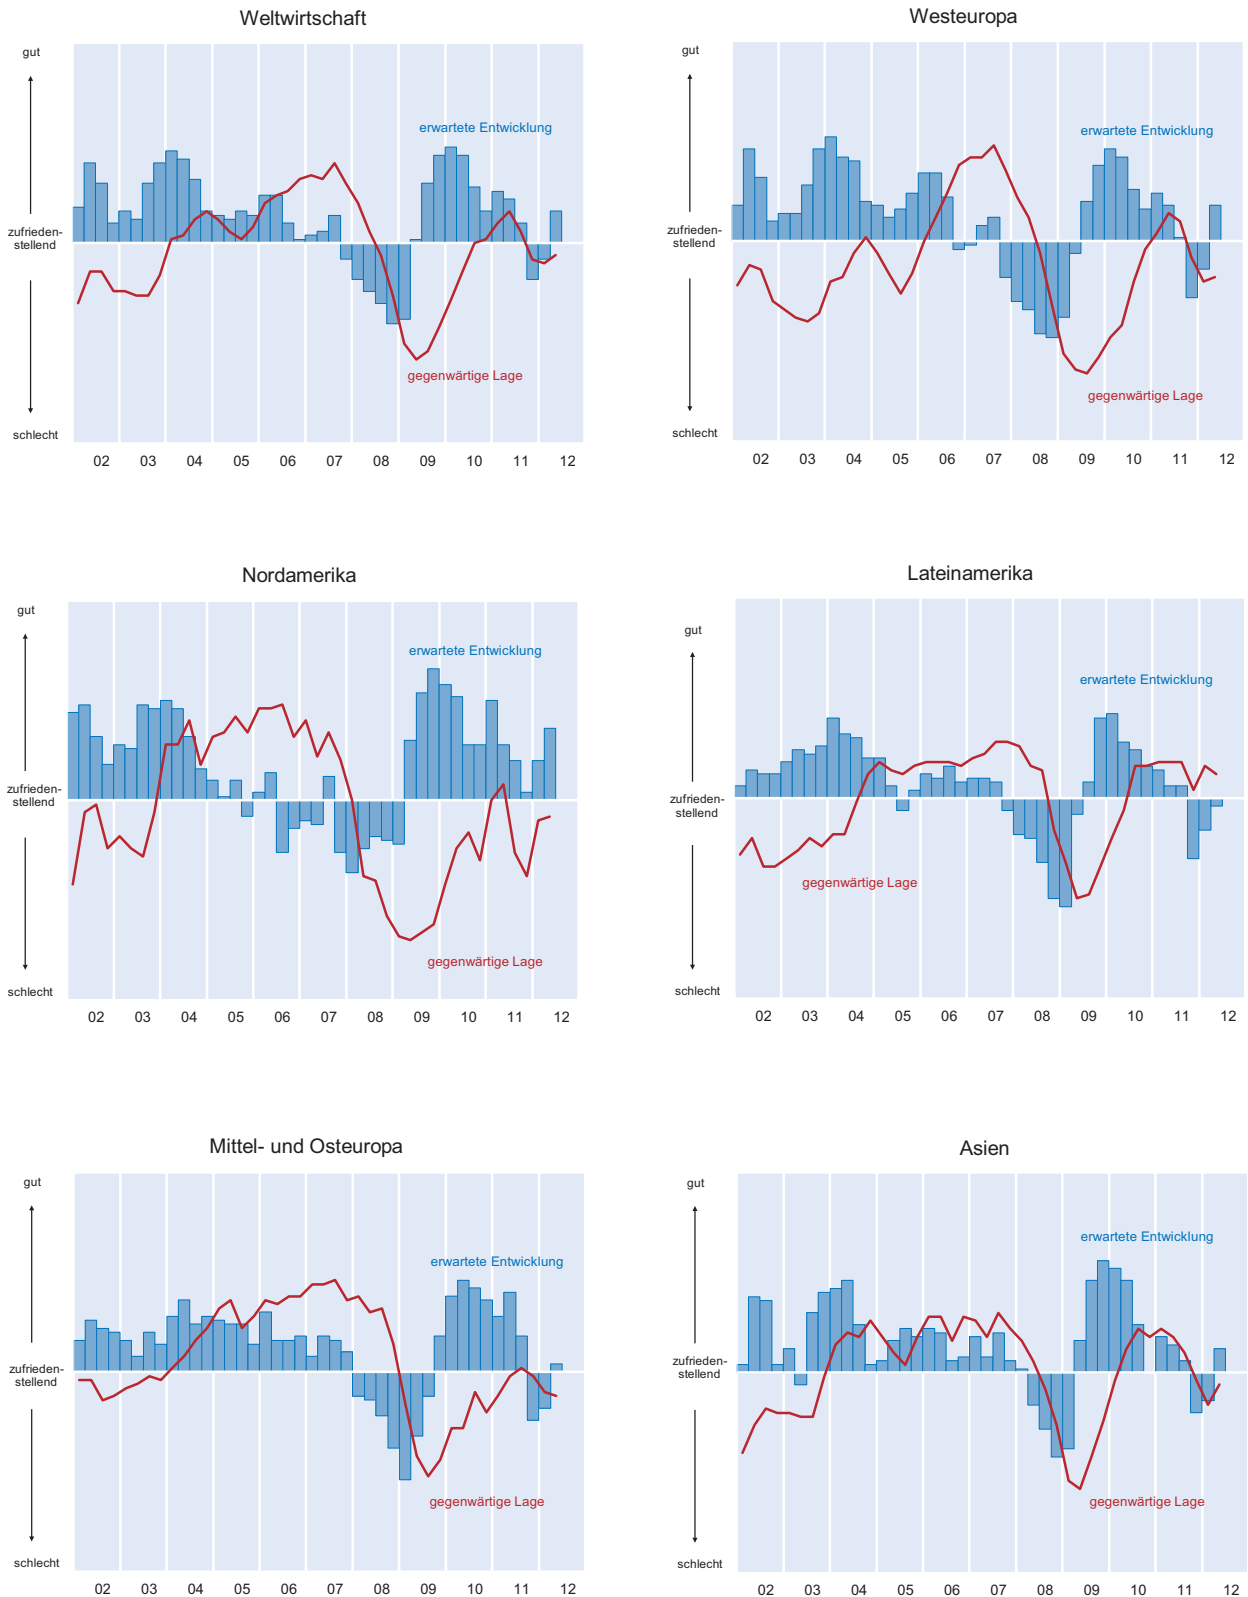 Weltwirtschaft
gut
erwartete Entwicklung
zufrieden-
stellend
gegenwärtige Lage
schlecht
02 03 04 05 06 07 08 09 10 11 12
Westeuropa
gut
erwartete Entwicklung
zufrieden-
stellend
gegenwärtige Lage
schlecht
02 03 04 05 06 07 08 09 10 11 12
Nordamerika
gut
erwartete Entwicklung
zufrieden-
stellend
gegenwärtige Lage
schlecht
02 03 04 05 06 07 08 09 10 11 12
Lateinamerika
gut
erwartete Entwicklung
zufrieden-
stellend
gegenwärtige Lage
schlecht
02 03 04 05 06 07 08 09 10 11 12
Mittel- und Osteuropa
gut
erwartete Entwicklung
zufrieden-
stellend
gegenwärtige Lage
schlecht
02 03 04 05 06 07 08 09 10 11 12
Asien
gut
erwartete Entwicklung
zufrieden-
stellend
gegenwärtige Lage
schlecht
02 03 04 05 06 07 08 09 10 11 12